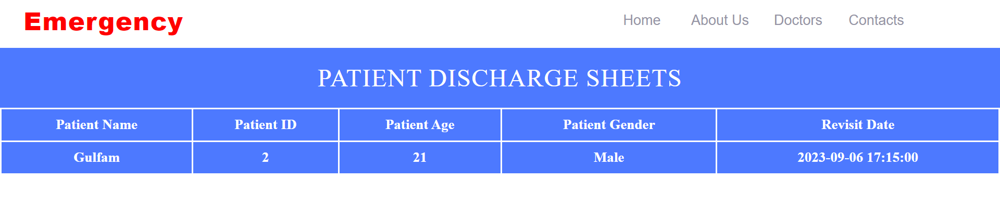 Emergency
Home About Us Doctors Contacts
PATIENT DISCHARGE SHEETS
Patient Name Patient ID Patient Age Patient Gender Revisit Date
Gulfam 2 21 Male 2023-09-06 17:15:00